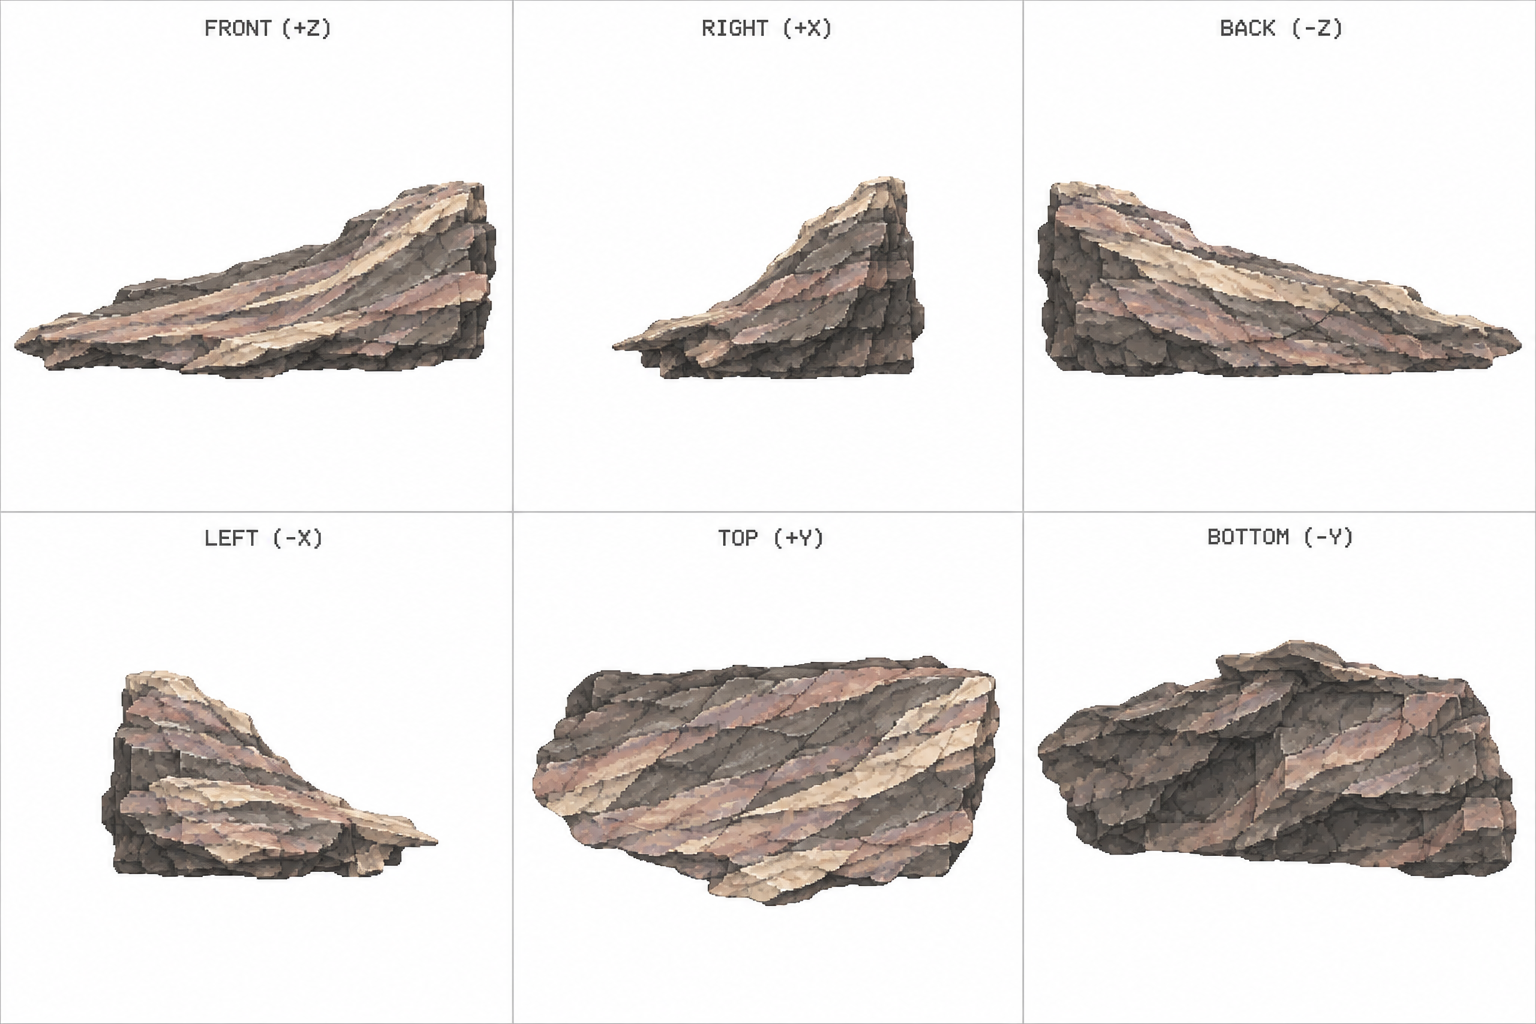 FRONT (+Z)
RIGHT (+X)
BACK (-Z)
LEFT (-X)
TOP (+Y)
BOTTOM (-Y)